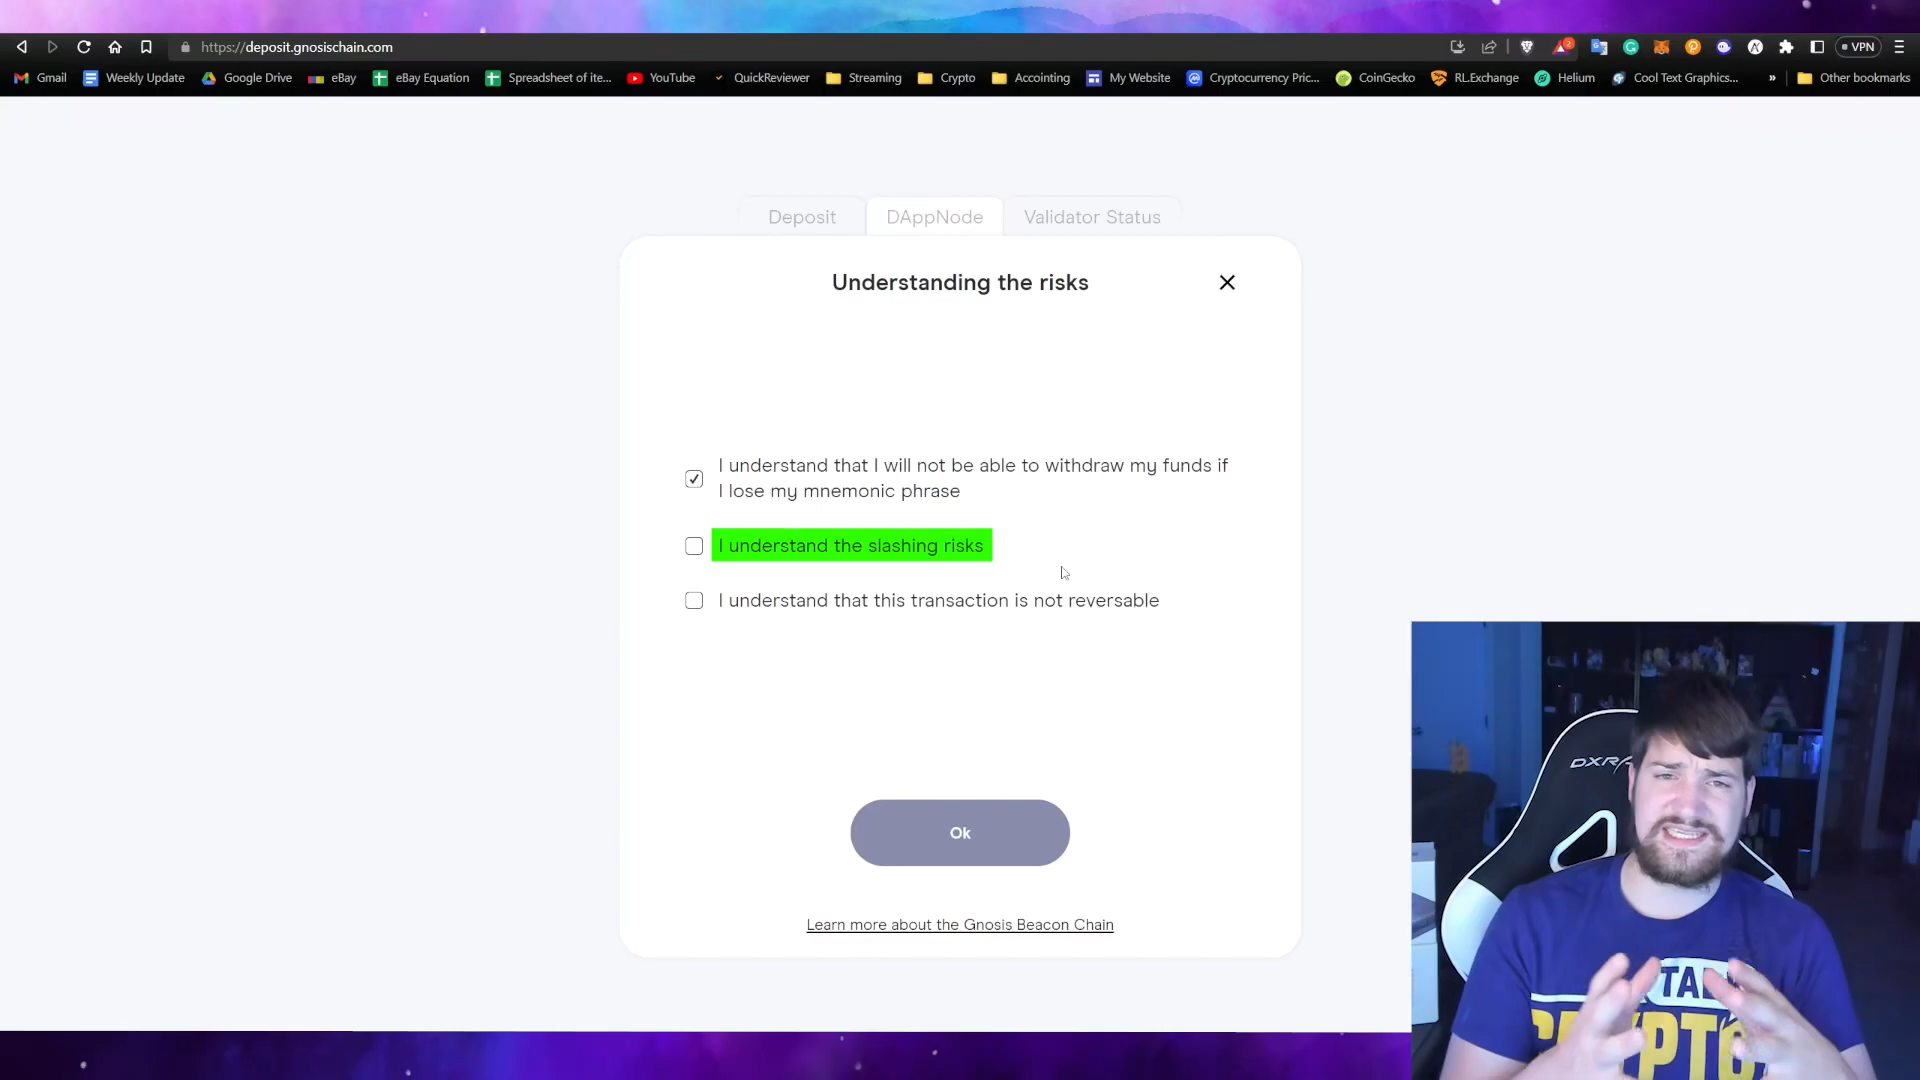 https://deposit.gnosischain.com
VPN
Gmail Weekly Update Google Drive eBay eBay Equation Spreadsheet of ite... YouTube QuickReviewer Streaming Crypto Accointing My Website Cryptocurrency Pric... CoinGecko RL.Exchange Helium Cool Text Graphics... » Other bookmarks
Deposit DAppNode Validator Status
Understanding the risks
I understand that I will not be able to withdraw my funds if
I lose my mnemonic phrase
I understand the slashing risks
I understand that this transaction is not reversable
Ok
Learn more about the Gnosis Beacon Chain